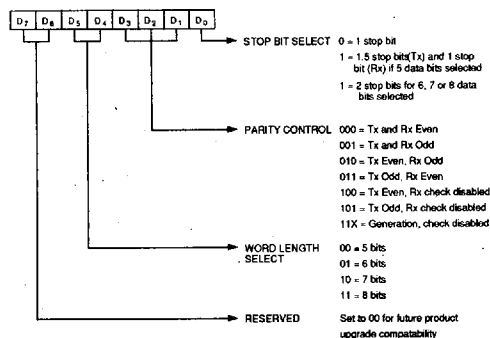 D7 D6 D5 D4 D3 D2 D1 D0
STOP BIT SELECT 0 = 1 stop bit
1 = 1.5 stop bits(Tx) and 1 stop
bit (Rx) if 5 data bits selected
1 = 2 stop bits for 6, 7 or 8 data
bits selected
PARITY CONTROL 000 = Tx and Rx Even
001 = Tx and Rx Odd
010 = Tx Even, Rx Odd
011 = Tx Odd, Rx Even
100 = Tx Even, Rx check disabled
101 = Tx Odd, Rx check disabled
11X = Generation, check disabled
WORD LENGTH 00 = 5 bits
SELECT
01 = 6 bits
10 = 7 bits
11 = 8 bits
RESERVED Set to 00 for future product
upgrade compatability